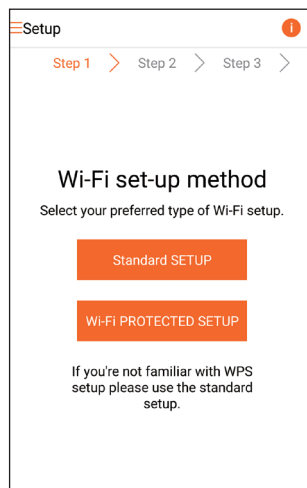 Setup
i
Step 1 Step 2 Step 3
Wi-Fi set-up method
Select your preferred type of Wi-Fi setup.
Standard SETUP
Wi-Fi PROTECTED SETUP
If you're not familiar with WPS
setup please use the standard
setup.